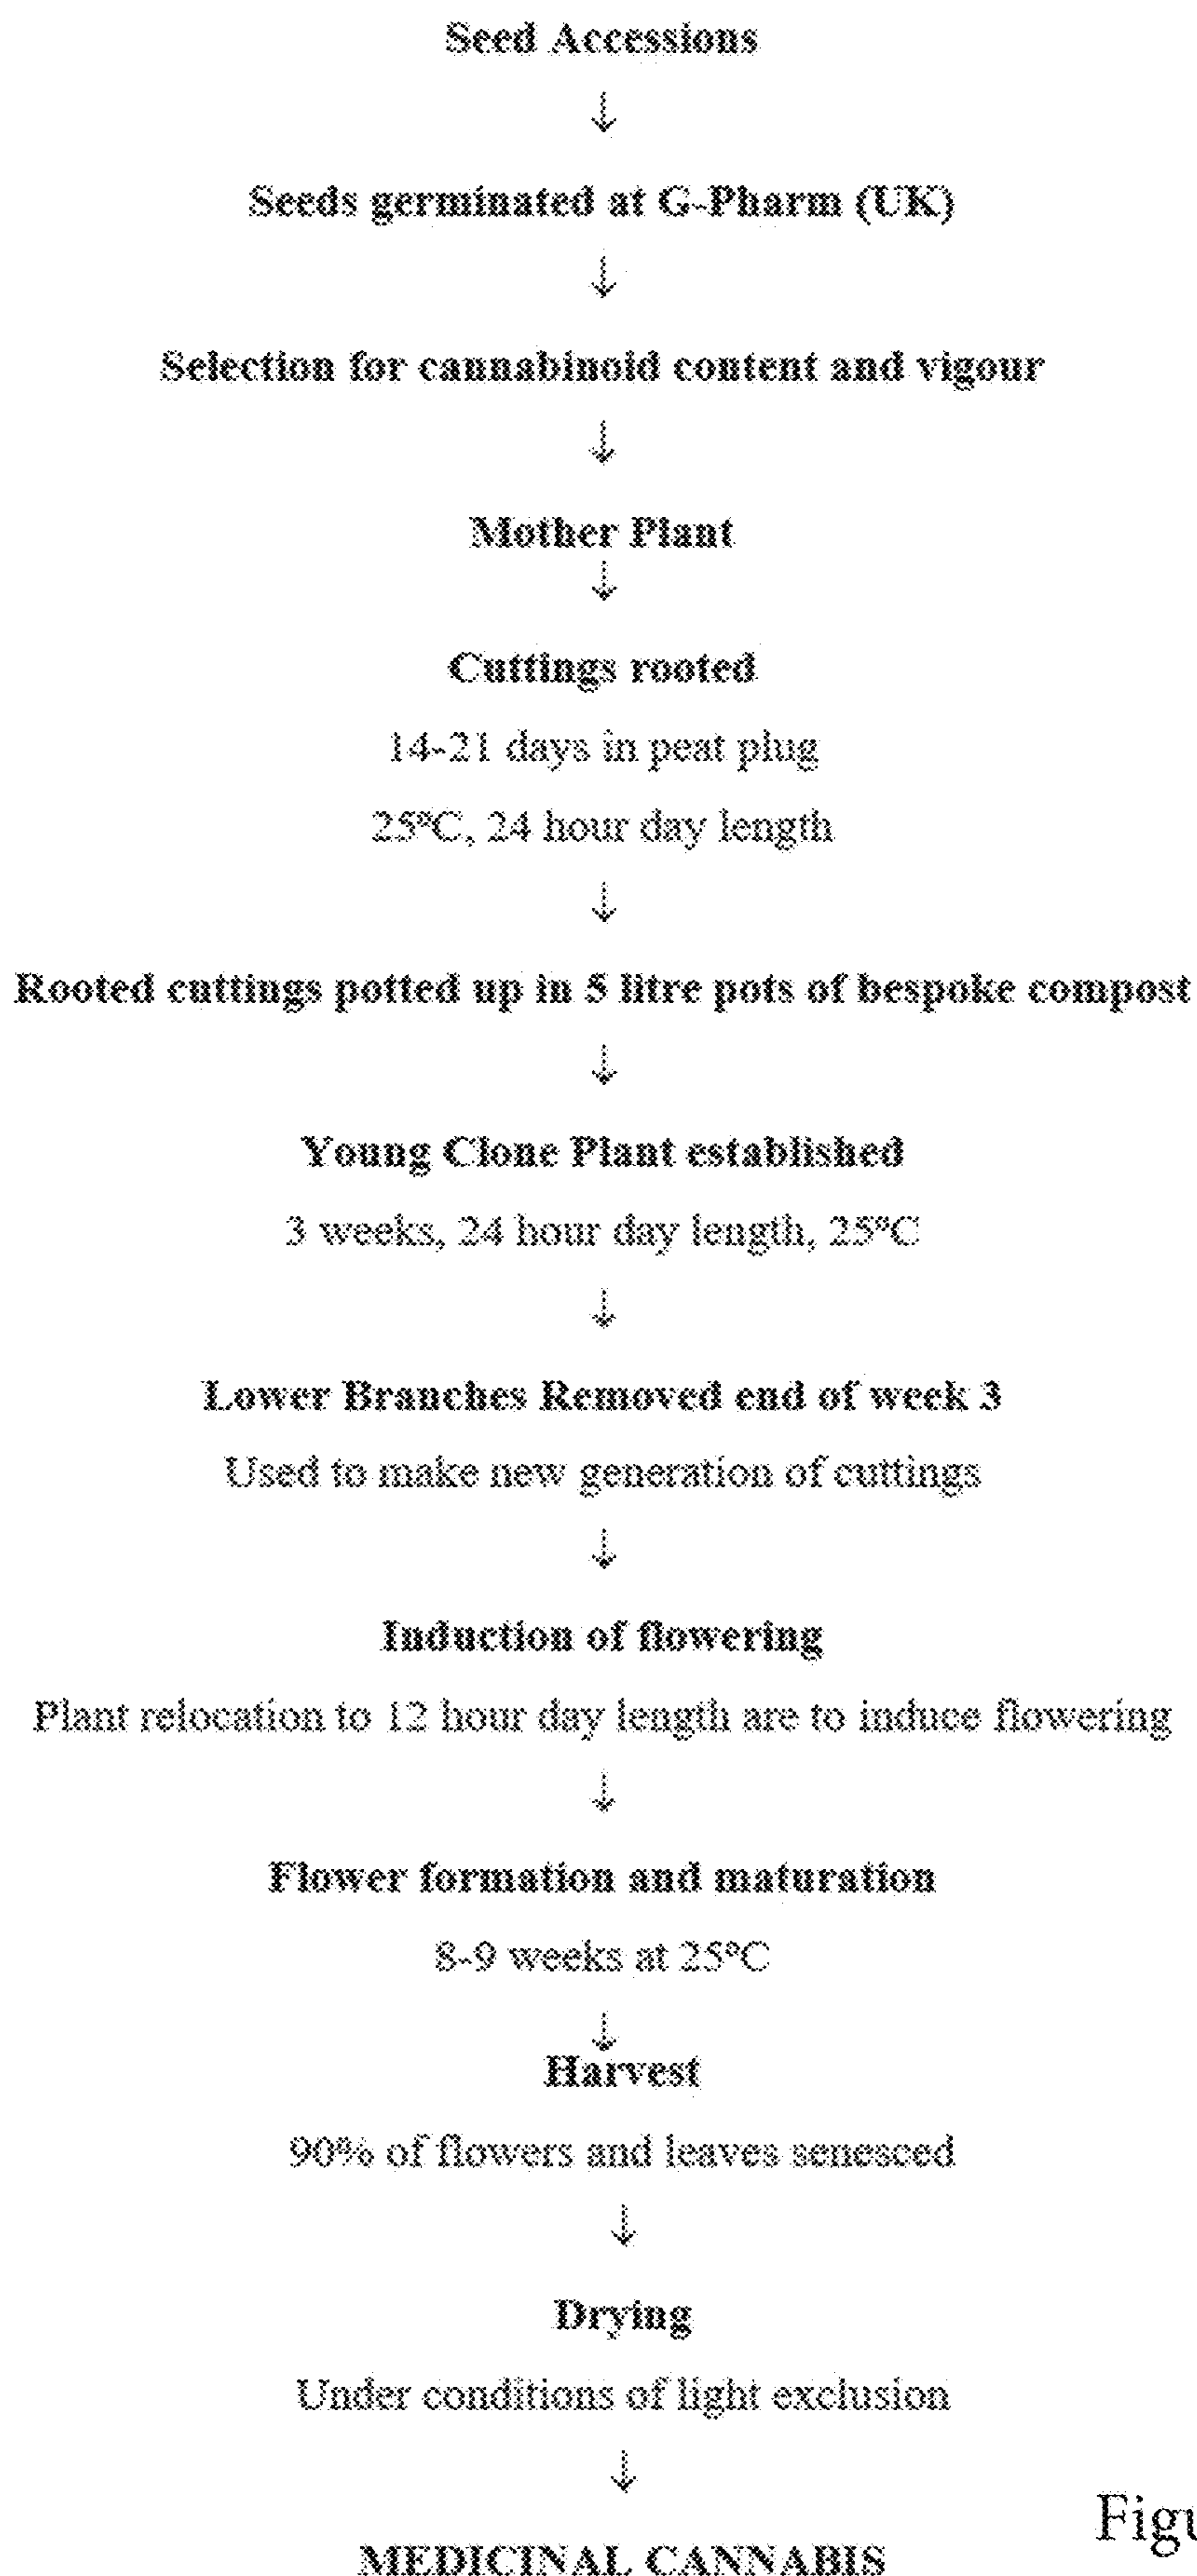 Seed Accessions
↓
Seeds germinated at G-Pharm (UK)
↓
Selection for cannabinoid content and vigour
↓
Mother Plant
↓
Cuttings rooted
14-21 days in peat plug
25ºC, 24 hour day length
↓
Rooted cuttings potted up in 5 litre pots of bespoke compost
↓
Young Clone Plant established
3 weeks, 24 hour day length, 25ºC
↓
Lower Branches Removed end of week 3
Used to make new generation of cuttings
↓
Induction of flowering
Plant relocation to 12 hour day length are to induce flowering
↓
Flower formation and maturation
8-9 weeks at 25ºC
↓
Harvest
90% of flowers and leaves senesced
↓
Drying
Under conditions of light exclusion
↓
MEDICINAL CANNABIS